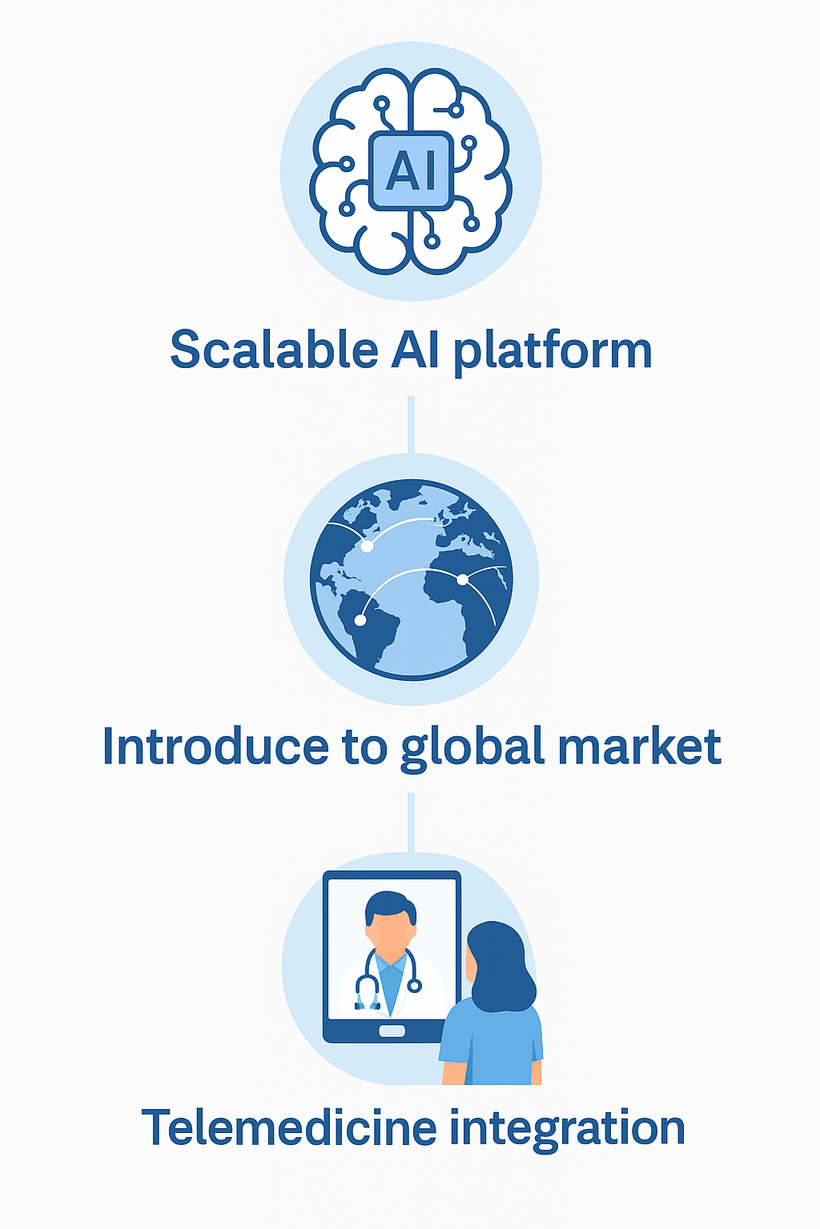 AI
Scalable AI platform
Introduce to global market
Telemedicine integration